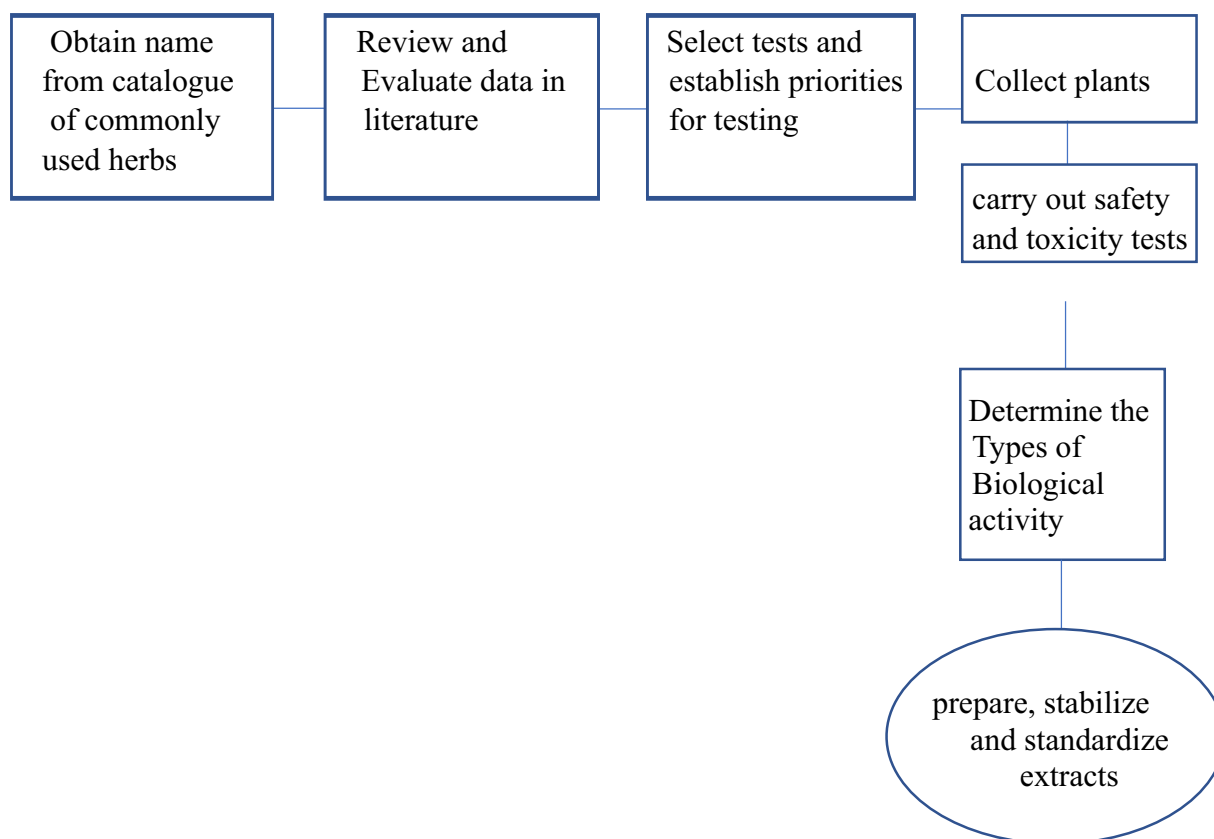 Obtain name
from catalogue
of commonly
used herbs
Review and
Evaluate data in
literature
Select tests and
establish priorities
for testing
Collect plants
carry out safety
and toxicity tests
Determine the
Types of
Biological
activity
prepare, stabilize
and standardize
extracts